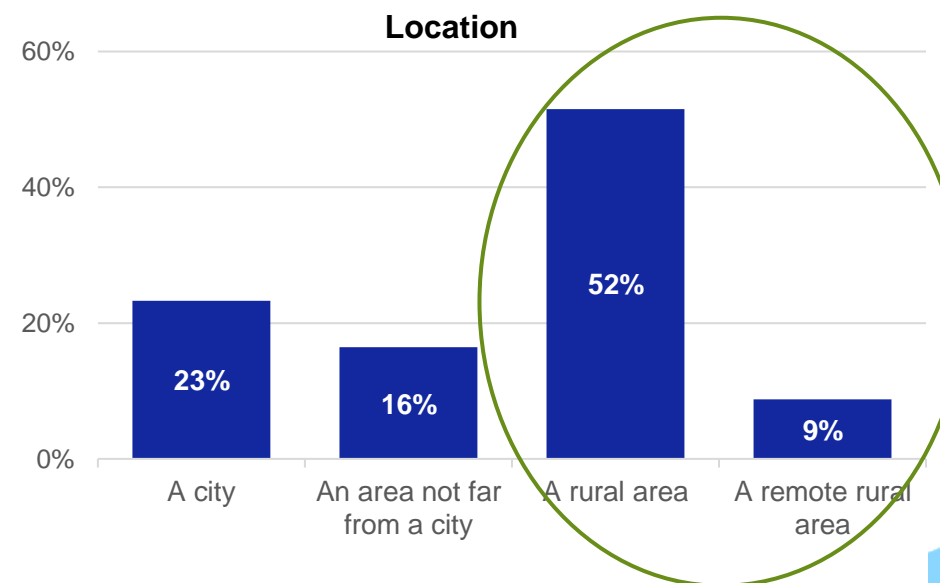 Location
60%
40%
20%
0%
23%
16%
52%
9%
A city
An area not far
from a city
A rural area
A remote rural
area